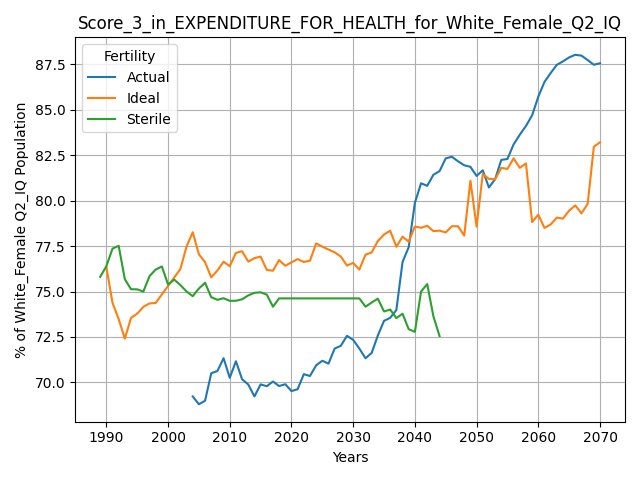 Score_3_in_EXPENDITURE_FOR_HEALTH_for_White_Female_Q2_IQ
Fertility
Actual
Ideal
Sterile
% of White_Female Q2_IQ Population
87.5
85.0
82.5
80.0
77.5
75.0
72.5
70.0
1990 2000 2010 2020 2030 2040 2050 2060 2070
Years